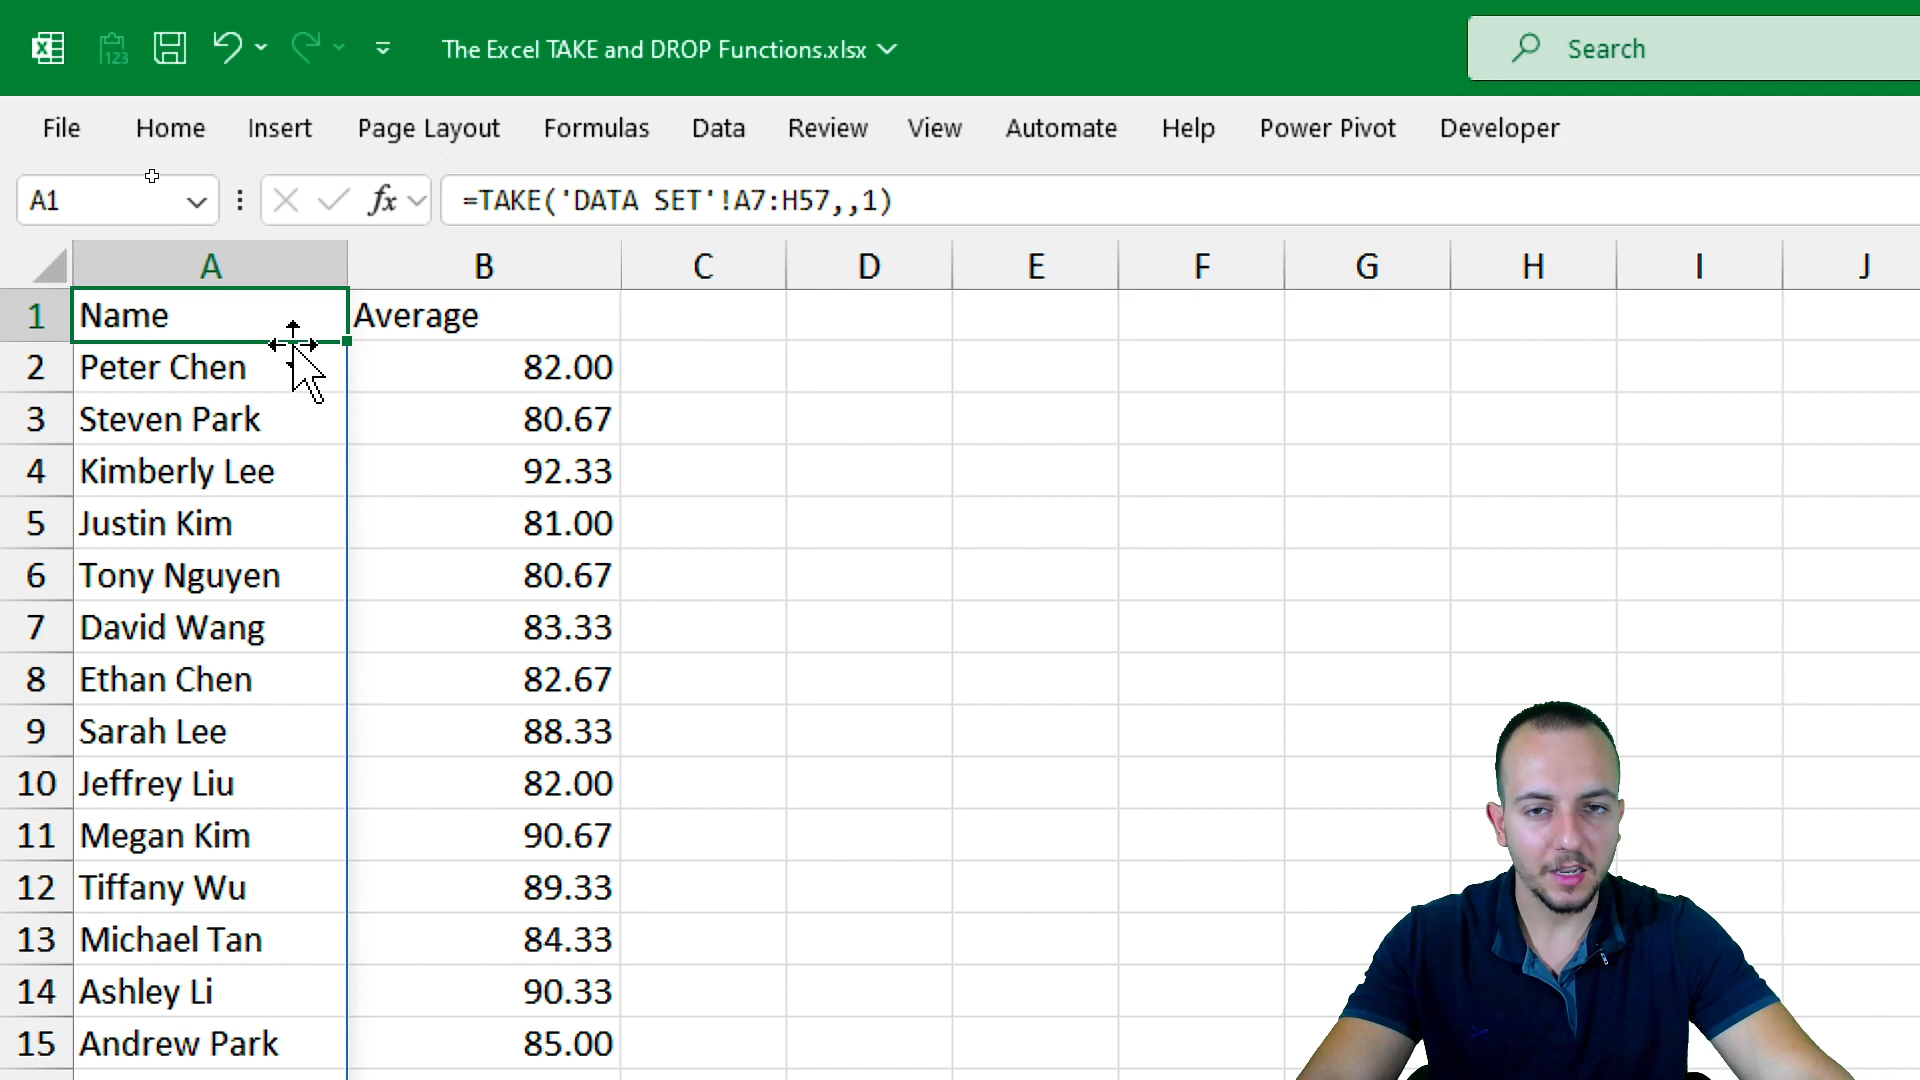 The Excel TAKE and DROP Functions.xlsx
Search
File Home Insert Page Layout Formulas Data Review View Automate Help Power Pivot Developer
A1 fx =TAKE('DATA SET'!A7:H57,,1)
A B C D E F G H I J
1 Name Average
2 Peter Chen 82.00
3 Steven Park 80.67
4 Kimberly Lee 92.33
5 Justin Kim 81.00
6 Tony Nguyen 80.67
7 David Wang 83.33
8 Ethan Chen 82.67
9 Sarah Lee 88.33
10 Jeffrey Liu 82.00
11 Megan Kim 90.67
12 Tiffany Wu 89.33
13 Michael Tan 84.33
14 Ashley Li 90.33
15 Andrew Park 85.00